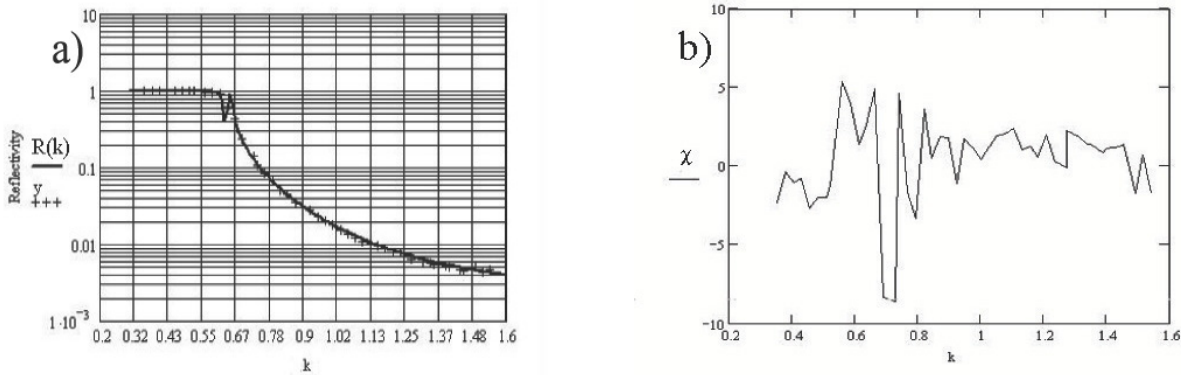 a)
10
1
0.1
0.01
1·10⁻³
Reflectivity
R(k)
y
+++
0.2 0.32 0.43 0.55 0.67 0.78 0.9 1.02 1.13 1.25 1.37 1.48 1.6
k
b)
10
5
0
−5
−10
χ
0.2 0.4 0.6 0.8 1 1.2 1.4 1.6
k